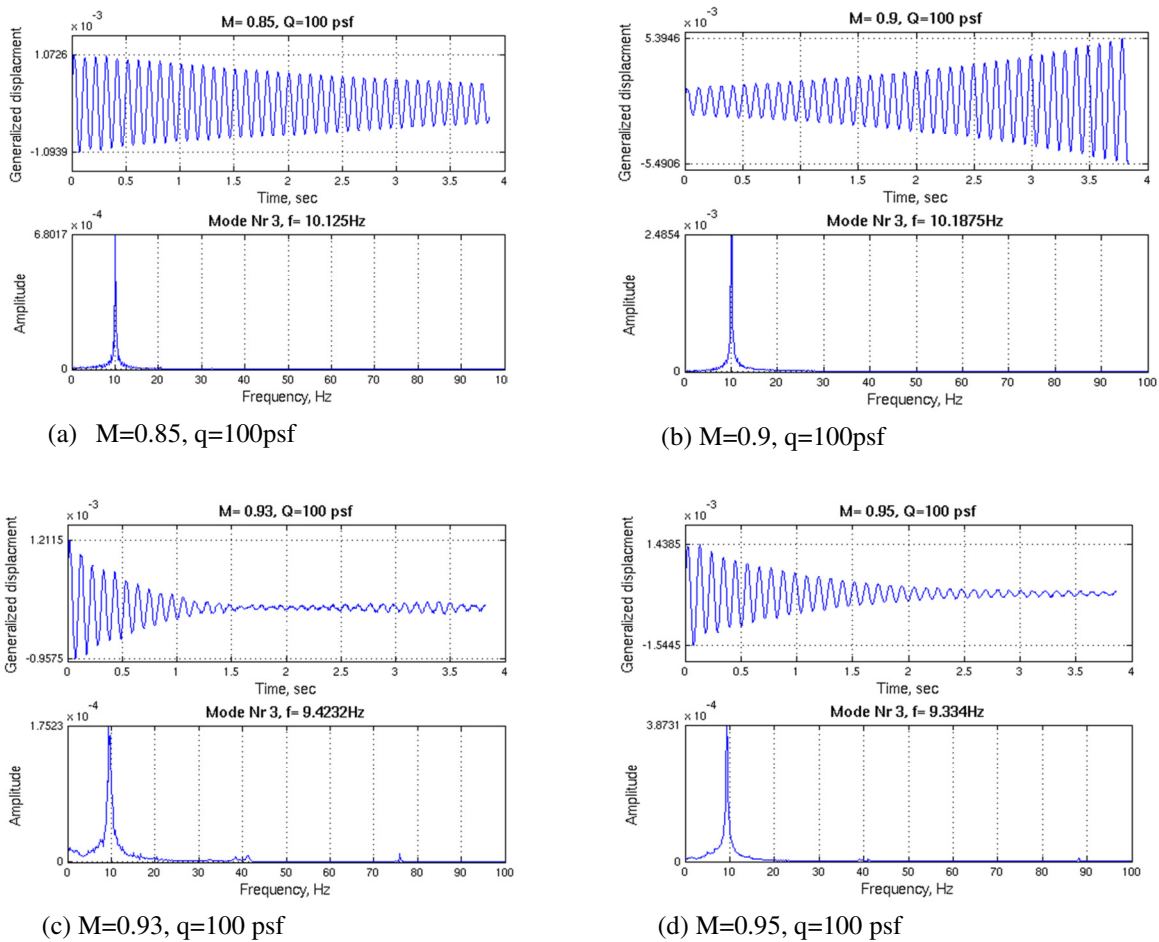 M= 0.85, Q=100 psf
x 10⁻³
Generalized displacment
1.0726
-1.0939
0 0.5 1 1.5 2 2.5 3 3.5 4
Time, sec
Mode Nr 3, f= 10.125Hz
x 10⁻⁴
Amplitude
6.8017
0
0 10 20 30 40 50 60 70 80 90 100
Frequency, Hz
(a) M=0.85, q=100psf
M= 0.9, Q=100 psf
x 10⁻³
Generalized displacment
5.3946
-5.4906
0 0.5 1 1.5 2 2.5 3 3.5 4
Time, sec
Mode Nr 3, f= 10.1875Hz
x 10⁻³
Amplitude
2.4854
0
0 10 20 30 40 50 60 70 80 90 100
Frequency, Hz
(b) M=0.9, q=100psf
M= 0.93, Q=100 psf
x 10⁻³
Generalized displacment
1.2115
-0.9575
0 0.5 1 1.5 2 2.5 3 3.5 4
Time, sec
Mode Nr 3, f= 9.4232Hz
x 10⁻⁴
Amplitude
1.7523
0
0 10 20 30 40 50 60 70 80 90 100
Frequency, Hz
(c) M=0.93, q=100 psf
M= 0.95, Q=100 psf
x 10⁻³
Generalized displacment
1.4385
-1.5445
0 0.5 1 1.5 2 2.5 3 3.5 4
Time, sec
Mode Nr 3, f= 9.334Hz
x 10⁻⁴
Amplitude
3.8731
0
0 10 20 30 40 50 60 70 80 90 100
Frequency, Hz
(d) M=0.95, q=100 psf